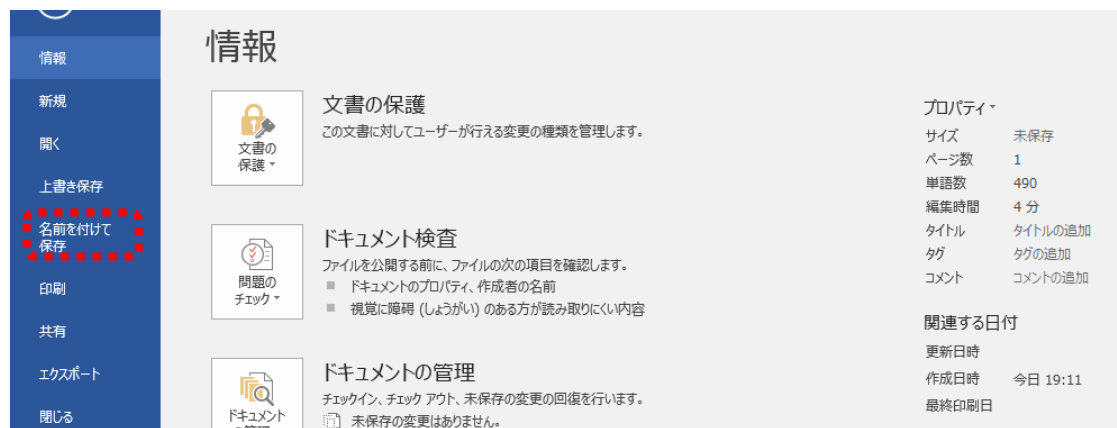 情報
新規
開く
上書き保存
名前を付けて
保存
印刷
共有
エクスポート
閉じる
情報
文書の
保護
文書の保護
この文書に対してユーザーが行える変更の種類を管理します。
問題の
チェック
ドキュメント検査
ファイルを公開する前に、ファイルの次の項目を確認します。
ドキュメントのプロパティ、作成者の名前
視覚に障碍 (しょうがい) のある方が読み取りにくい内容
ドキュメント
ドキュメントの管理
チェックイン、チェック アウト、未保存の変更の回復を行います。
未保存の変更はありません。
プロパティ
サイズ 未保存
ページ数 1
単語数 490
編集時間 4 分
タイトル タイトルの追加
タグ タグの追加
コメント コメントの追加
関連する日付
更新日時
作成日時 今日 19:11
最終印刷日